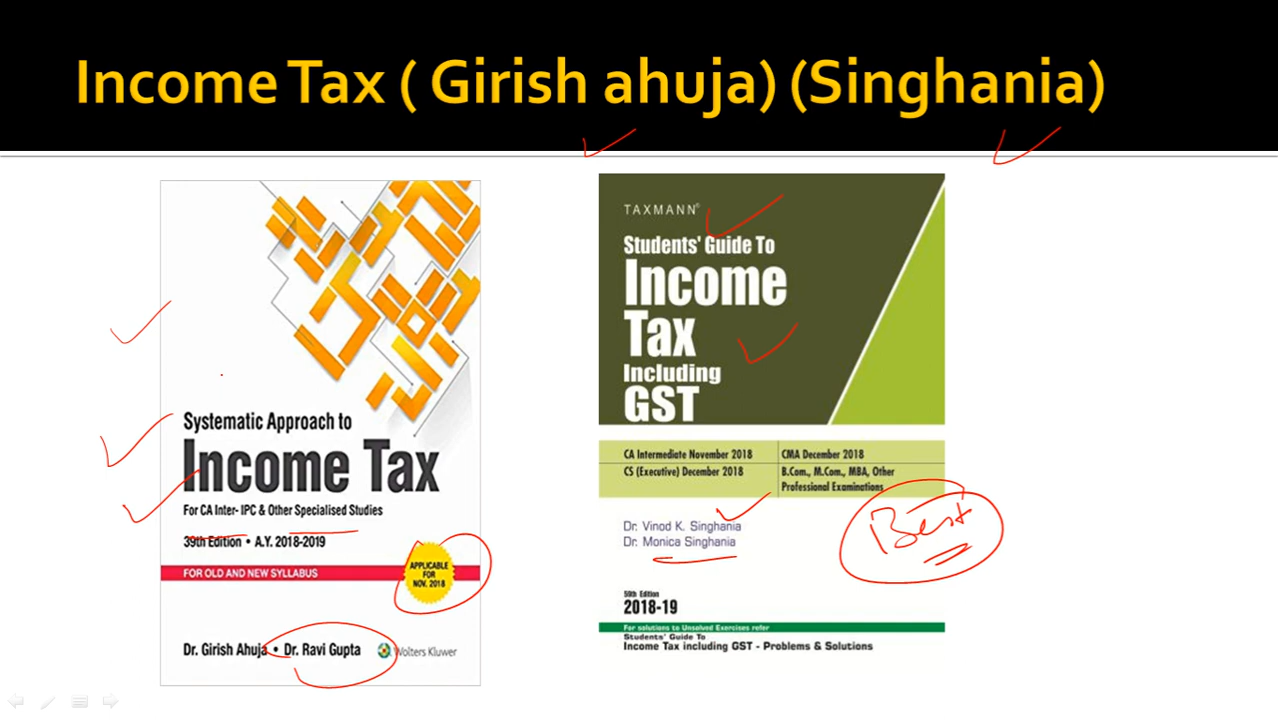 Income Tax ( Girish ahuja) (Singhania)
Systematic Approach to
Income Tax
For CA Inter- IPC & Other Specialised Studies
39th Edition • A.Y. 2018-2019
FOR OLD AND NEW SYLLABUS
APPLICABLE
FOR
NOV. 2018
Dr. Girish Ahuja • Dr. Ravi Gupta
Wolters Kluwer
TAXMANN®
Students' Guide To
Income
Tax
Including
GST
CA Intermediate November 2018
CS (Executive) December 2018
CMA December 2018
B.Com., M.Com., MBA, Other
Professional Examinations
Dr. Vinod K. Singhania
Dr. Monica Singhania
Best
59th Edition
2018-19
For solutions to Unsolved Exercises refer
Students' Guide To
Income Tax including GST - Problems & Solutions